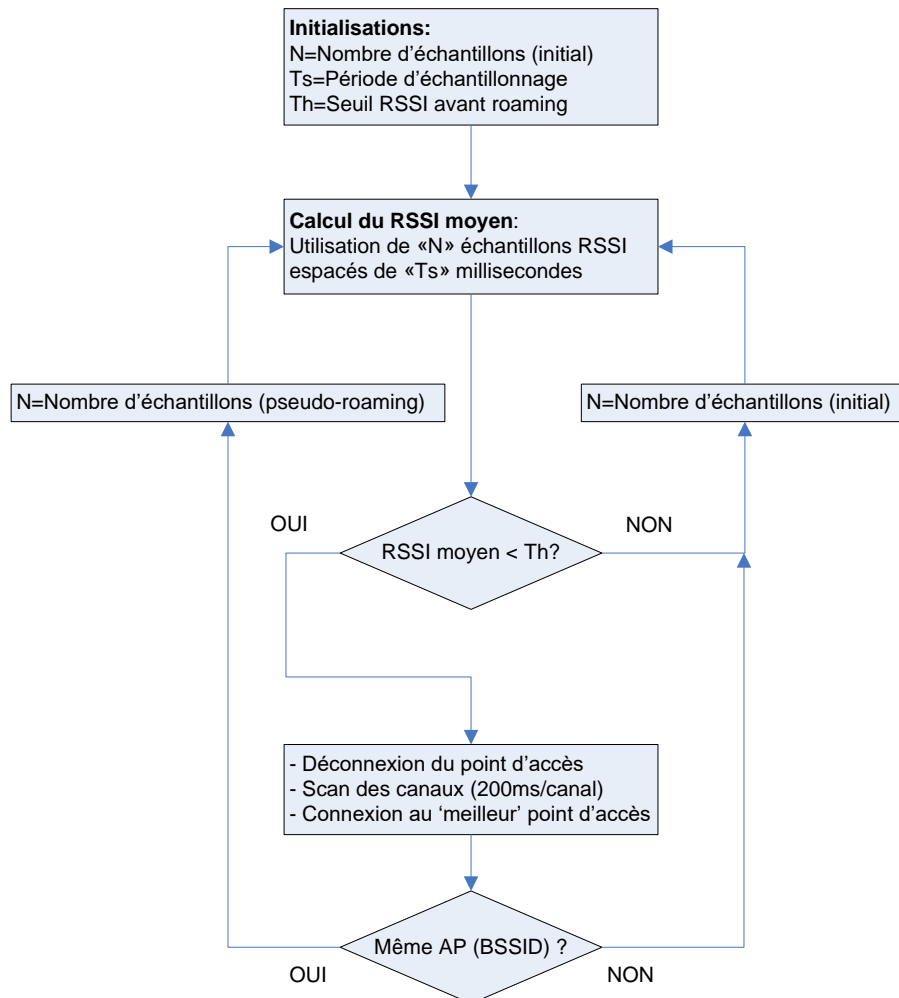 Initialisations:
N=Nombre d'échantillons (initial)
Ts=Période d'échantillonnage
Th=Seuil RSSI avant roaming
Calcul du RSSI moyen:
Utilisation de «N» échantillons RSSI
espacés de «Ts» millisecondes
N=Nombre d'échantillons (pseudo-roaming)
N=Nombre d'échantillons (initial)
OUI
NON
RSSI moyen < Th?
- Déconnexion du point d'accès
- Scan des canaux (200ms/canal)
- Connexion au ‘meilleur’ point d'accès
Même AP (BSSID) ?
OUI
NON